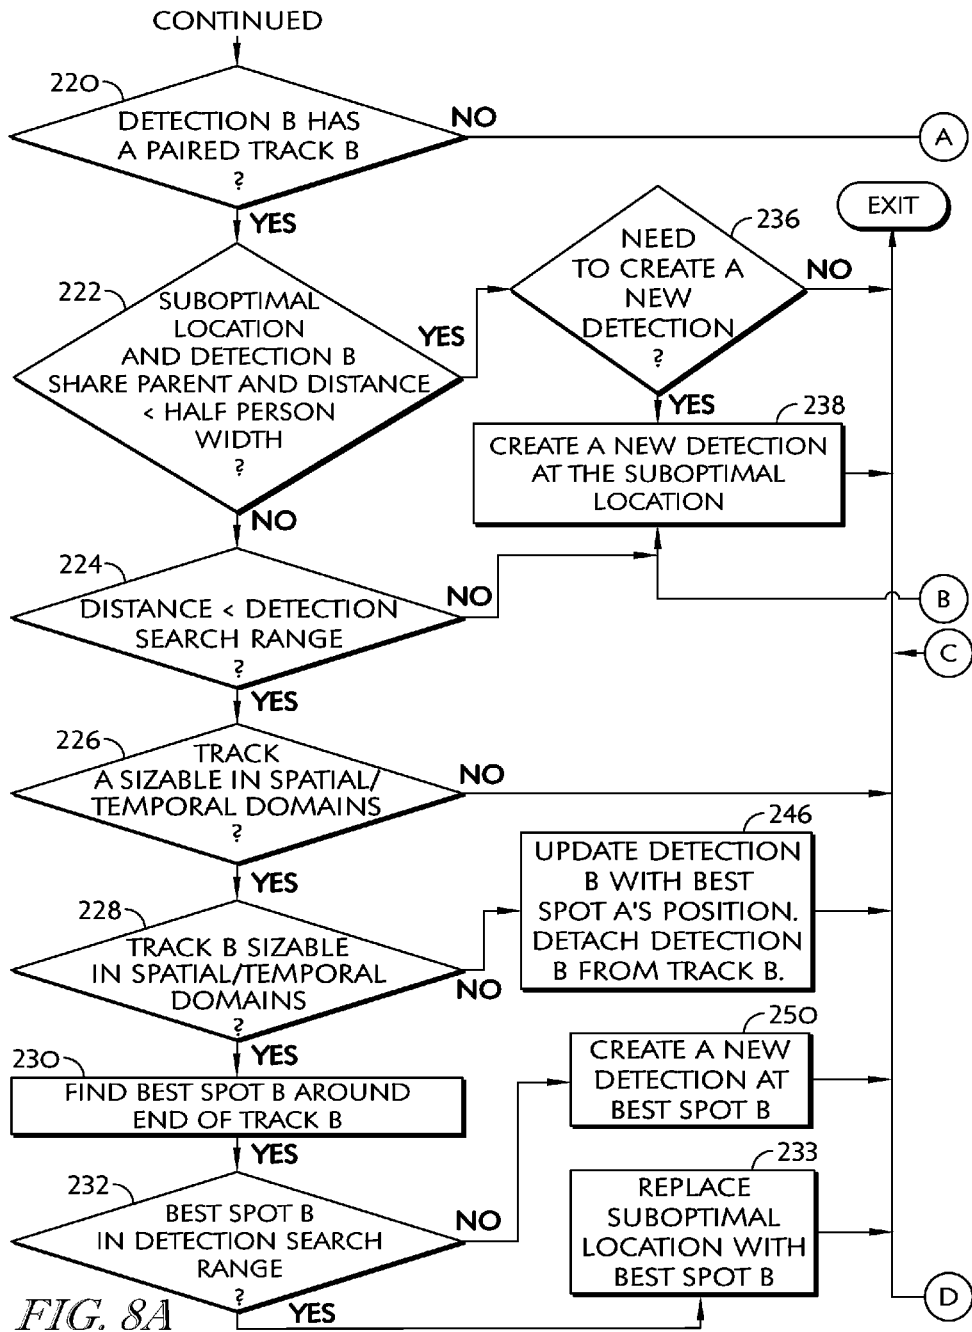 CONTINUED
220
DETECTION B HAS
A PAIRED TRACK B
?
NO
A
YES
EXIT
236
NEED
TO CREATE A
NEW
DETECTION
?
NO
YES
222
SUBOPTIMAL
LOCATION
AND DETECTION B
SHARE PARENT AND DISTANCE
< HALF PERSON
WIDTH
?
YES
NO
238
CREATE A NEW DETECTION
AT THE SUBOPTIMAL
LOCATION
224
DISTANCE < DETECTION
SEARCH RANGE
?
NO
B
C
YES
226
TRACK
A SIZABLE IN SPATIAL/
TEMPORAL DOMAINS
?
NO
YES
246
UPDATE DETECTION
B WITH BEST
SPOT A'S POSITION.
DETACH DETECTION
B FROM TRACK B.
228
TRACK B SIZABLE
IN SPATIAL/TEMPORAL
DOMAINS
?
NO
YES
250
CREATE A NEW
DETECTION AT
BEST SPOT B
230
FIND BEST SPOT B AROUND
END OF TRACK B
YES
233
REPLACE
SUBOPTIMAL
LOCATION WITH
BEST SPOT B
232
BEST SPOT B
IN DETECTION SEARCH
RANGE
?
NO
YES
D
FIG. 8A